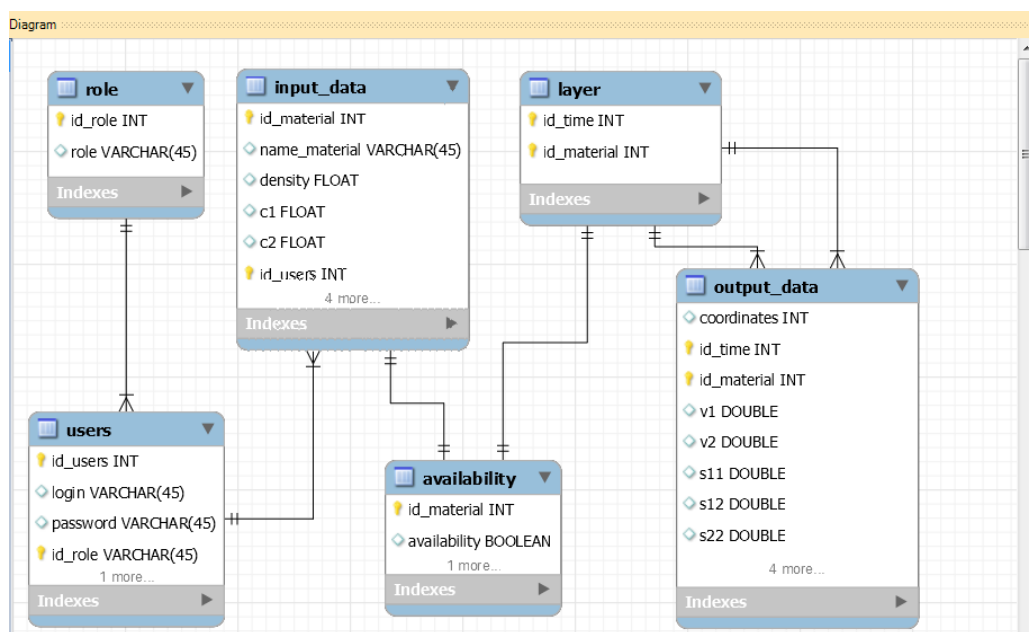 Diagram
role
id_role INT
role VARCHAR(45)
Indexes
input_data
id_material INT
name_material VARCHAR(45)
density FLOAT
c1 FLOAT
c2 FLOAT
id_users INT
4 more...
Indexes
layer
id_time INT
id_material INT
Indexes
output_data
coordinates INT
id_time INT
id_material INT
v1 DOUBLE
v2 DOUBLE
s11 DOUBLE
s12 DOUBLE
s22 DOUBLE
4 more...
Indexes
users
id_users INT
login VARCHAR(45)
password VARCHAR(45)
id_role VARCHAR(45)
1 more...
Indexes
availability
id_material INT
availability BOOLEAN
1 more...
Indexes